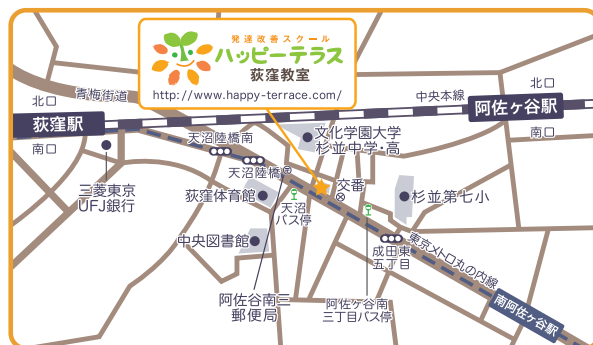 発達改善スクール
ハッピーテラス
荻窪教室
http://www.happy-terrace.com/
青梅街道
中央本線
北口
荻窪駅
南口
北口
阿佐ヶ谷駅
南口
天沼陸橋南
文化学園大学
杉並中学・高
天沼陸橋
三菱東京
UFJ銀行
荻窪体育館
交番
杉並第七小
天沼
バス停
中央図書館
成田東
五丁目
東京メトロ丸の内線
阿佐谷南三
郵便局
阿佐ヶ谷南
三丁目バス停
南阿佐ヶ谷駅